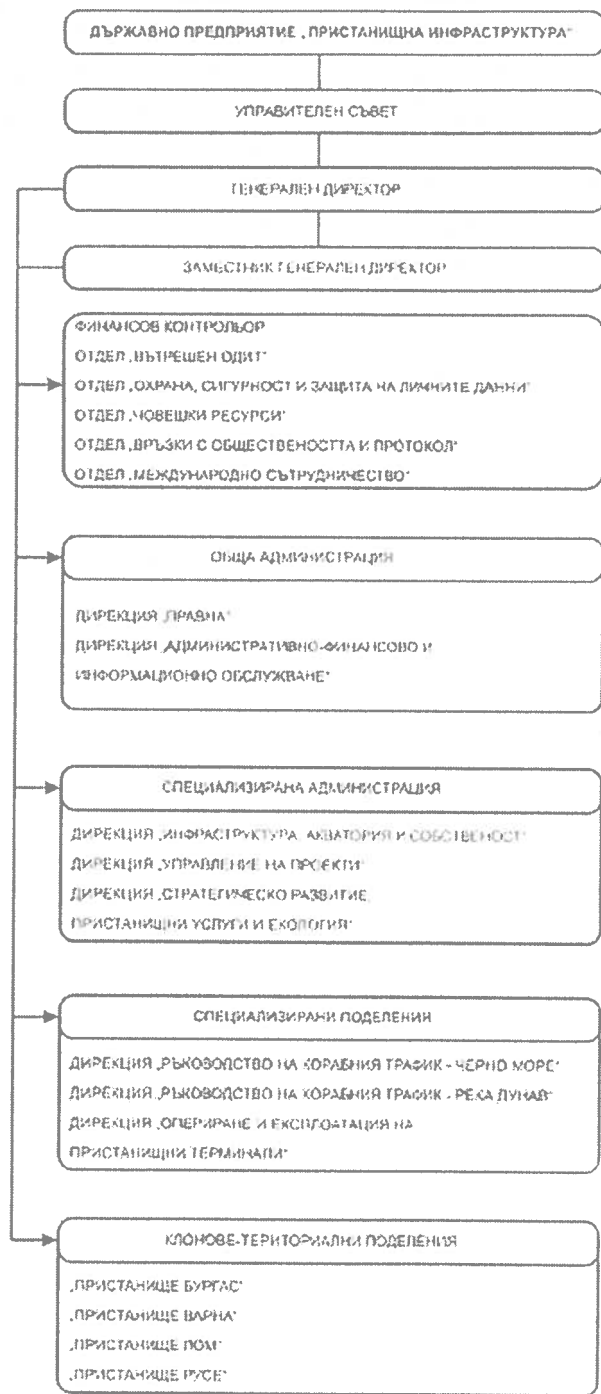 ДЪРЖАВНО ПРЕДПРИЯТИЕ „ПРИСТАНИЩНА ИНФРАСТРУКТУРА“
УПРАВИТЕЛЕН СЪВЕТ
ГЕНЕРАЛЕН ДИРЕКТОР
ЗАМЕСТНИК ГЕНЕРАЛЕН ДИРЕКТОР
ФИНАНСОВ КОНТРОЛЬОР
ОТДЕЛ „ВЪТРЕШЕН ОДИТ“
ОТДЕЛ „ОХРАНА, СИГУРНОСТ И ЗАЩИТА НА ЛИЧНИТЕ ДАННИ“
ОТДЕЛ „ЧОВЕШКИ РЕСУРСИ“
ОТДЕЛ „ВРЪЗКИ С ОБЩЕСТВЕНОСТТА И ПРОТОКОЛ“
ОТДЕЛ „МЕЖДУНАРОДНО СЪТРУДНИЧЕСТВО“
ОБЩА АДМИНИСТРАЦИЯ
ДИРЕКЦИЯ „ПРАВНА“
ДИРЕКЦИЯ „АДМИНИСТРАТИВНО-ФИНАНСОВО И
ИНФОРМАЦИОННО ОБСЛУЖВАНЕ“
СПЕЦИАЛИЗИРАНА АДМИНИСТРАЦИЯ
ДИРЕКЦИЯ „ИНФРАСТРУКТУРА, АКВАТОРИЯ И СОБСТВЕНОСТ“
ДИРЕКЦИЯ „УПРАВЛЕНИЕ НА ПРОЕКТИ“
ДИРЕКЦИЯ „СТРАТЕГИЧЕСКО РАЗВИТИЕ,
ПРИСТАНИЩНИ УСЛУГИ И ЕКОЛОГИЯ“
СПЕЦИАЛИЗИРАНИ ПОДЕЛЕНИЯ
ДИРЕКЦИЯ „РЪКОВОДСТВО НА КОРАБНИЯ ТРАФИК - ЧЕРНО МОРЕ“
ДИРЕКЦИЯ „РЪКОВОДСТВО НА КОРАБНИЯ ТРАФИК - РЕКА ДУНАВ“
ДИРЕКЦИЯ „ОПЕРИРАНЕ И ЕКСПЛОАТАЦИЯ НА
ПРИСТАНИЩНИ ТЕРМИНАЛИ“
КЛОНОВЕ-ТЕРИТОРИАЛНИ ПОДЕЛЕНИЯ
„ПРИСТАНИЩЕ БУРГАС“
„ПРИСТАНИЩЕ ВАРНА“
„ПРИСТАНИЩЕ ЛОМ“
„ПРИСТАНИЩЕ РУСЕ“